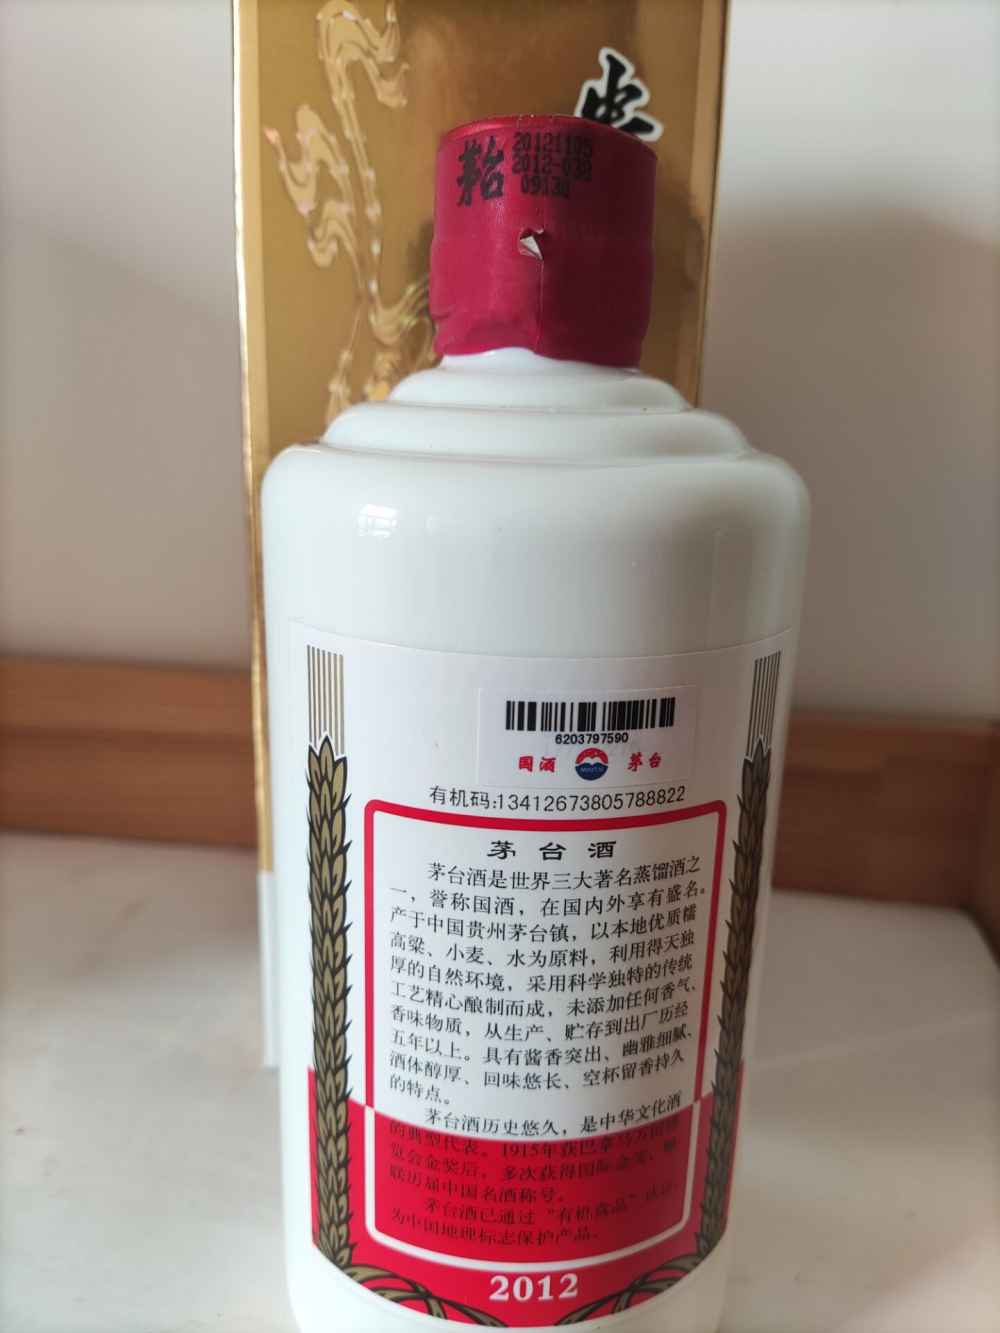 茅台
20121105
2012-038
09130
6203797590
国酒
MOUTAI
茅台
有机码:13412673805788822
茅台酒
茅台酒是世界三大著名蒸馏酒之
一，誉称国酒，在国内外享有盛名。
产于中国贵州茅台镇，以本地优质糯
高粱、小麦、水为原料，利用得天独
厚的自然环境，采用科学独特的传统
工艺精心酿制而成，未添加任何香气、
香味物质，从生产、贮存到出厂历经
五年以上。具有酱香突出、幽雅细腻、
酒体醇厚、回味悠长、空杯留香持久
的特点。
茅台酒历史悠久，是中华文化酒
的典型代表。1915年获巴拿马万国博
览会金奖后，多次获得国际金奖，蝉
联历届中国名酒称号。
茅台酒已通过“有机食品”认证，
为中国地理标志保护产品。
2012